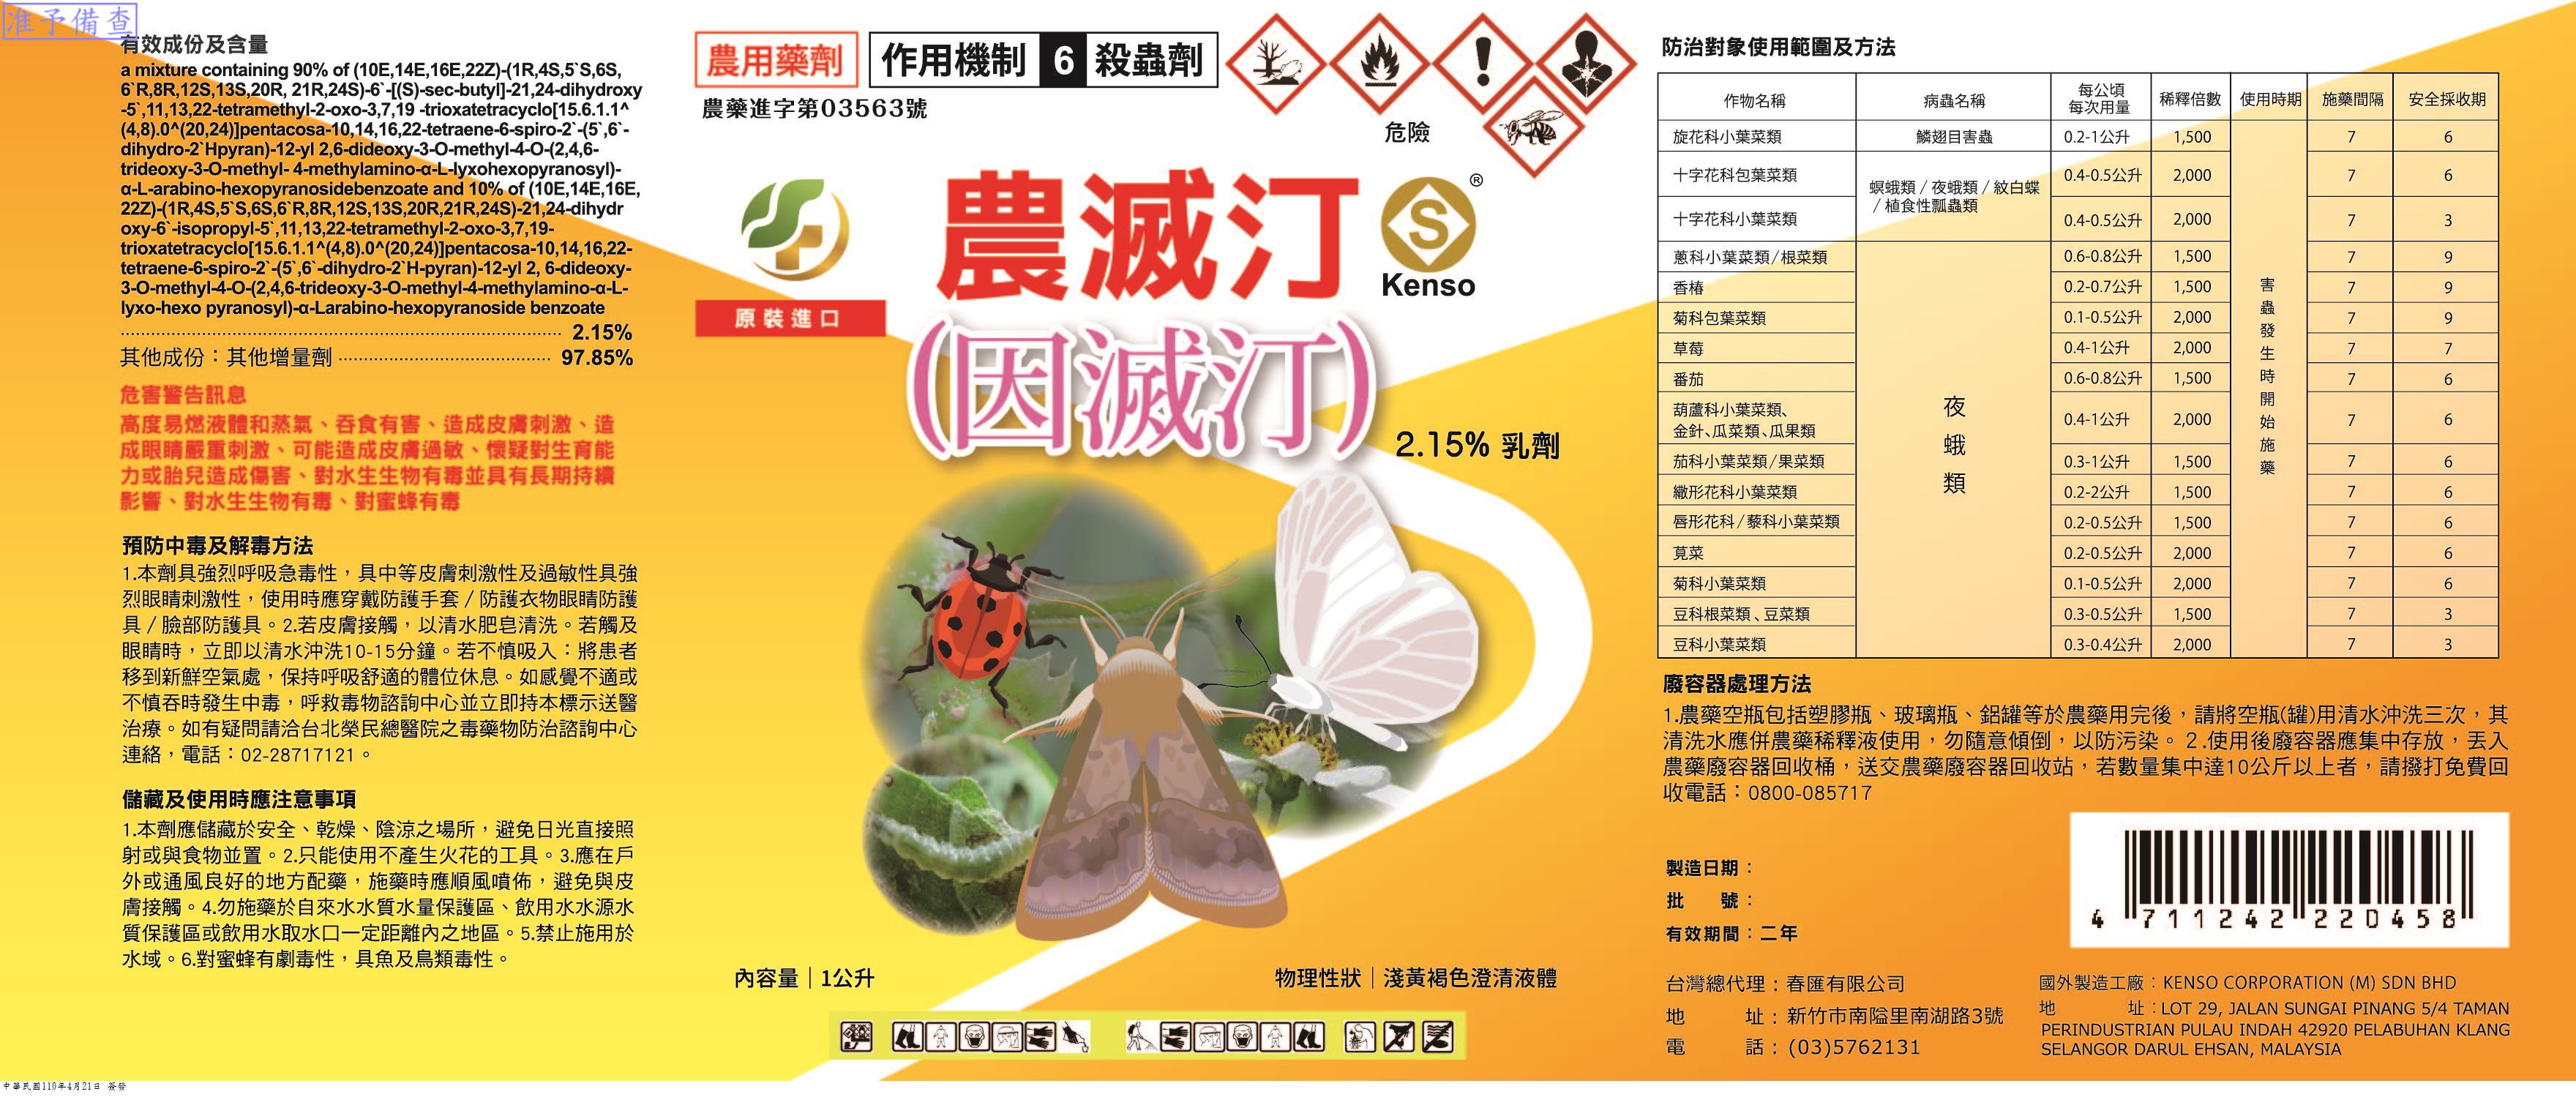 准予備查
有效成份及含量
a mixture containing 90% of (10E,14E,16E,22Z)-(1R,4S,5`S,6S,
6`R,8R,12S,13S,20R, 21R,24S)-6`-[(S)-sec-butyl]-21,24-dihydroxy
-5`,11,13,22-tetramethyl-2-oxo-3,7,19 -trioxatetracyclo[15.6.1.1^
(4,8).0^(20,24)]pentacosa-10,14,16,22-tetraene-6-spiro-2`-(5`,6`-
dihydro-2`Hpyran)-12-yl 2,6-dideoxy-3-O-methyl-4-O-(2,4,6-
trideoxy-3-O-methyl- 4-methylamino-α-L-lyxohexopyranosyl)-
α-L-arabino-hexopyranosidebenzoate and 10% of (10E,14E,16E,
22Z)-(1R,4S,5`S,6S,6`R,8R,12S,13S,20R,21R,24S)-21,24-dihydr
oxy-6`-isopropyl-5`,11,13,22-tetramethyl-2-oxo-3,7,19-
trioxatetracyclo[15.6.1.1^(4,8).0^(20,24)]pentacosa-10,14,16,22-
tetraene-6-spiro-2`-(5`,6`-dihydro-2`H-pyran)-12-yl 2, 6-dideoxy-
3-O-methyl-4-O-(2,4,6-trideoxy-3-O-methyl-4-methylamino-α-L-
lyxo-hexo pyranosyl)-α-Larabino-hexopyranoside benzoate
2.15%
其他成份：其他增量劑 97.85%
危害警告訊息
高度易燃液體和蒸氣、吞食有害、造成皮膚刺激、造
成眼睛嚴重刺激、可能造成皮膚過敏、懷疑對生育能
力或胎兒造成傷害、對水生生物有毒並具有長期持續
影響、對水生生物有毒、對蜜蜂有毒
預防中毒及解毒方法
1.本劑具強烈呼吸急毒性，具中等皮膚刺激性及過敏性具強
烈眼睛刺激性，使用時應穿戴防護手套／防護衣物眼睛防護
具／臉部防護具。2.若皮膚接觸，以清水肥皂清洗。若觸及
眼睛時，立即以清水沖洗10-15分鐘。若不慎吸入：將患者
移到新鮮空氣處，保持呼吸舒適的體位休息。如感覺不適或
不慎吞時發生中毒，呼救毒物諮詢中心並立即持本標示送醫
治療。如有疑問請洽台北榮民總醫院之毒藥物防治諮詢中心
連絡，電話：02-28717121。
儲藏及使用時應注意事項
1.本劑應儲藏於安全、乾燥、陰涼之場所，避免日光直接照
射或與食物並置。2.只能使用不產生火花的工具。3.應在戶
外或通風良好的地方配藥，施藥時應順風噴佈，避免與皮
膚接觸。4.勿施藥於自來水水質水量保護區、飲用水水源水
質保護區或飲用水取水口一定距離內之地區。5.禁止施用於
水域。6.對蜜蜂有劇毒性，具魚及鳥類毒性。
農用藥劑 作用機制 6 殺蟲劑
農藥進字第03563號
危險
農滅汀
S
®
Kenso
原裝進口
(因滅汀)
2.15% 乳劑
內容量｜1公升
物理性狀｜淺黃褐色澄清液體
防治對象使用範圍及方法
作物名稱 病蟲名稱 每公頃每次用量 稀釋倍數 使用時期 施藥間隔 安全採收期
旋花科小葉菜類 鱗翅目害蟲 0.2-1公升 1,500 7 6
十字花科包葉菜類 0.4-0.5公升 2,000 7 6
螟蛾類／夜蛾類／紋白蝶
／植食性瓢蟲類
十字花科小葉菜類 0.4-0.5公升 2,000 7 3
蔥科小葉菜類/根菜類 0.6-0.8公升 1,500 7 9
香椿 0.2-0.7公升 1,500 7 9
菊科包葉菜類 0.1-0.5公升 2,000 7 9
草莓 0.4-1公升 2,000 7 7
番茄 0.6-0.8公升 1,500 7 6
葫蘆科小葉菜類、
金針、瓜菜類、瓜果類 0.4-1公升 2,000 7 6
茄科小葉菜類/果菜類 0.3-1公升 1,500 7 6
繖形花科小葉菜類 0.2-2公升 1,500 7 6
唇形花科/藜科小葉菜類 0.2-0.5公升 1,500 7 6
莧菜 0.2-0.5公升 2,000 7 6
菊科小葉菜類 0.1-0.5公升 2,000 7 6
豆科根菜類、豆菜類 0.3-0.5公升 1,500 7 3
豆科小葉菜類 0.3-0.4公升 2,000 7 3
夜蛾類
害蟲發生時開始施藥
廢容器處理方法
1.農藥空瓶包括塑膠瓶、玻璃瓶、鋁罐等於農藥用完後，請將空瓶(罐)用清水沖洗三次，其
清洗水應併農藥稀釋液使用，勿隨意傾倒，以防污染。2.使用後廢容器應集中存放，丟入
農藥廢容器回收桶，送交農藥廢容器回收站，若數量集中達10公斤以上者，請撥打免費回
收電話：0800-085717
製造日期：
批　號：
有效期間：二年
4 711242 220458
台灣總代理：春匯有限公司
地　址：新竹市南隘里南湖路3號
電　話：(03)5762131
國外製造工廠：KENSO CORPORATION (M) SDN BHD
地　址：LOT 29, JALAN SUNGAI PINANG 5/4 TAMAN
PERINDUSTRIAN PULAU INDAH 42920 PELABUHAN KLANG
SELANGOR DARUL EHSAN, MALAYSIA
中華民國110年4月21日 簽發